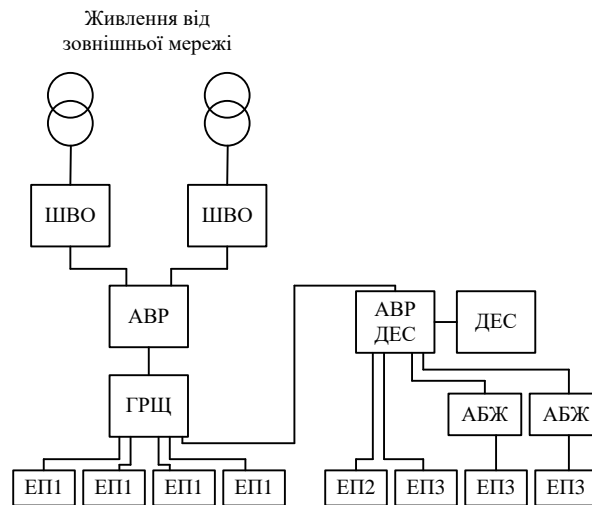 Живлення від
зовнішньої мережі
ШВО
ШВО
АВР
АВР
ДЕС
ДЕС
ГРЩ
АБЖ
АБЖ
ЕП1
ЕП1
ЕП1
ЕП1
ЕП2
ЕП3
ЕП3
ЕП3